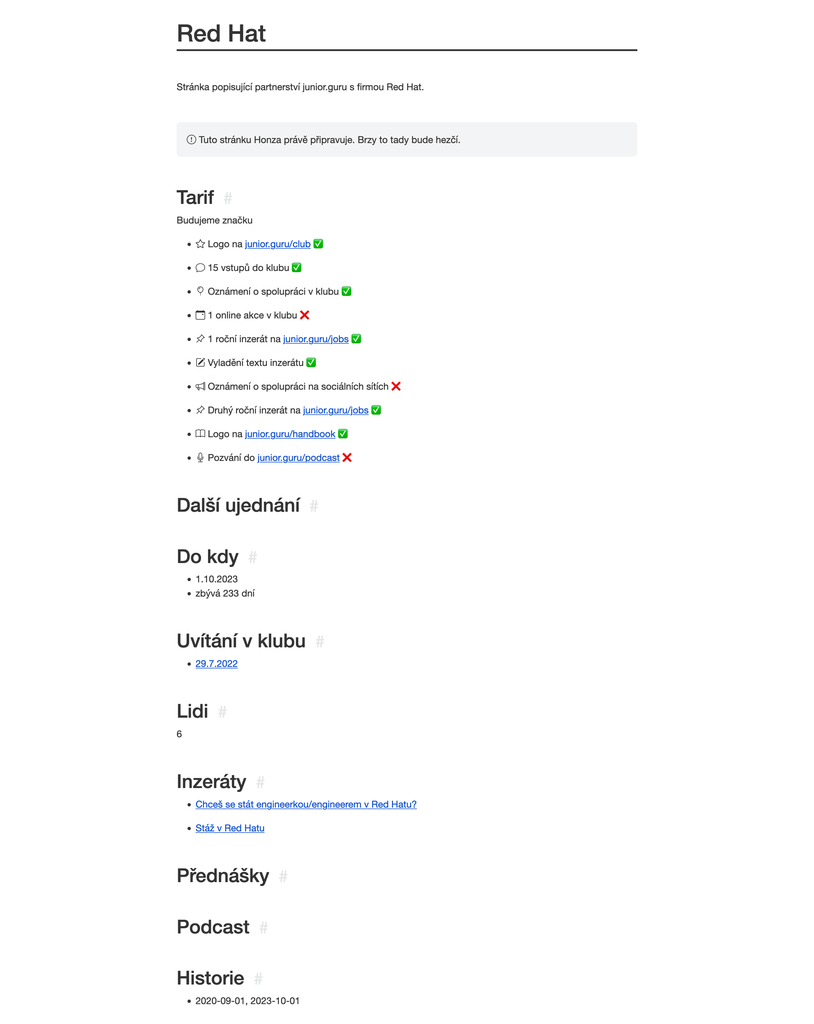 Red Hat
Stránka popisující partnerství junior.guru s firmou Red Hat.
Tuto stránku Honza právě připravuje. Brzy to tady bude hezčí.
Tarif #
Budujeme značku
Logo na junior.guru/club ✅
15 vstupů do klubu ✅
Oznámení o spolupráci v klubu ✅
1 online akce v klubu ❌
1 roční inzerát na junior.guru/jobs ✅
Vyladění textu inzerátu ✅
Oznámení o spolupráci na sociálních sítích ❌
Druhý roční inzerát na junior.guru/jobs ✅
Logo na junior.guru/handbook ✅
Pozvání do junior.guru/podcast ❌
Další ujednání #
Do kdy #
1.10.2023
zbývá 233 dní
Uvítání v klubu #
29.7.2022
Lidi #
6
Inzeráty #
Chceš se stát engineerkou/engineerem v Red Hatu?
Stáž v Red Hatu
Přednášky #
Podcast #
Historie #
2020-09-01, 2023-10-01